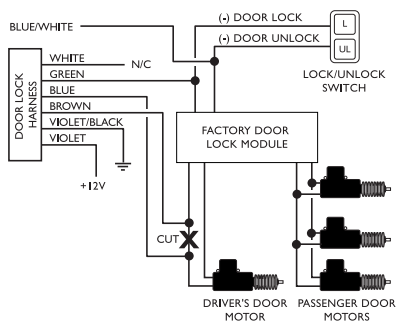 (-) DOOR LOCK
BLUE/WHITE
(-) DOOR UNLOCK
L
UL
LOCK/UNLOCK
SWITCH
DOOR LOCK
HARNESS
WHITE
N/C
GREEN
BLUE
BROWN
VIOLET/BLACK
VIOLET
+12V
FACTORY DOOR
LOCK MODULE
CUT
DRIVER'S DOOR
MOTOR
PASSENGER DOOR
MOTORS